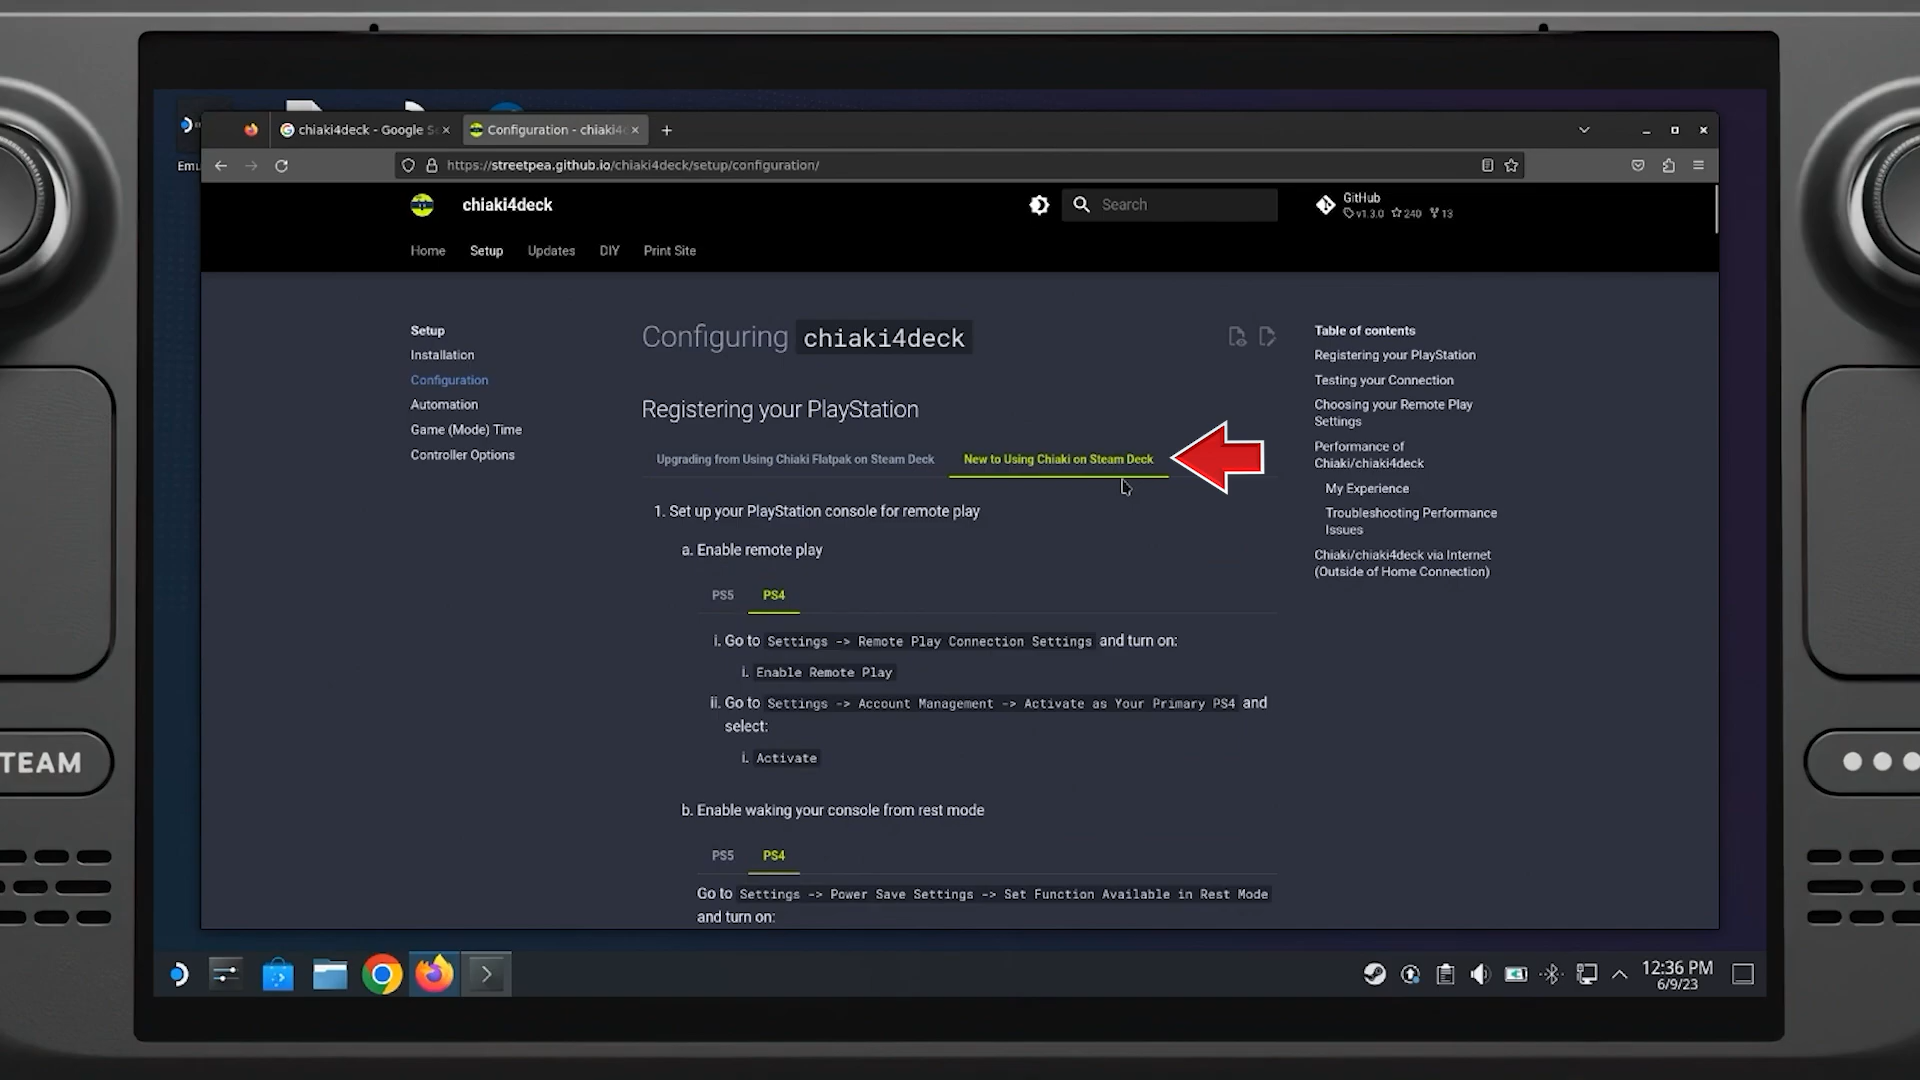 Emu
chiaki4deck - Google S
Configuration - chiaki4
https://streetpea.github.io/chiaki4deck/setup/configuration/
chiaki4deck
Search
GitHub
v1.3.0 240 13
Home Setup Updates DIY Print Site
Setup
Installation
Configuration
Automation
Game (Mode) Time
Controller Options
Configuring chiaki4deck
Registering your PlayStation
Upgrading from Using Chiaki Flatpak on Steam Deck
New to Using Chiaki on Steam Deck
1. Set up your PlayStation console for remote play
a. Enable remote play
PS5 PS4
i. Go to Settings -> Remote Play Connection Settings and turn on:
i. Enable Remote Play
ii. Go to Settings -> Account Management -> Activate as Your Primary PS4 and
select:
i. Activate
b. Enable waking your console from rest mode
PS5 PS4
Go to Settings -> Power Save Settings -> Set Function Available in Rest Mode
and turn on:
Table of contents
Registering your PlayStation
Testing your Connection
Choosing your Remote Play
Settings
Performance of
Chiaki/chiaki4deck
My Experience
Troubleshooting Performance
Issues
Chiaki/chiaki4deck via Internet
(Outside of Home Connection)
TEAM
12:36 PM
6/9/23